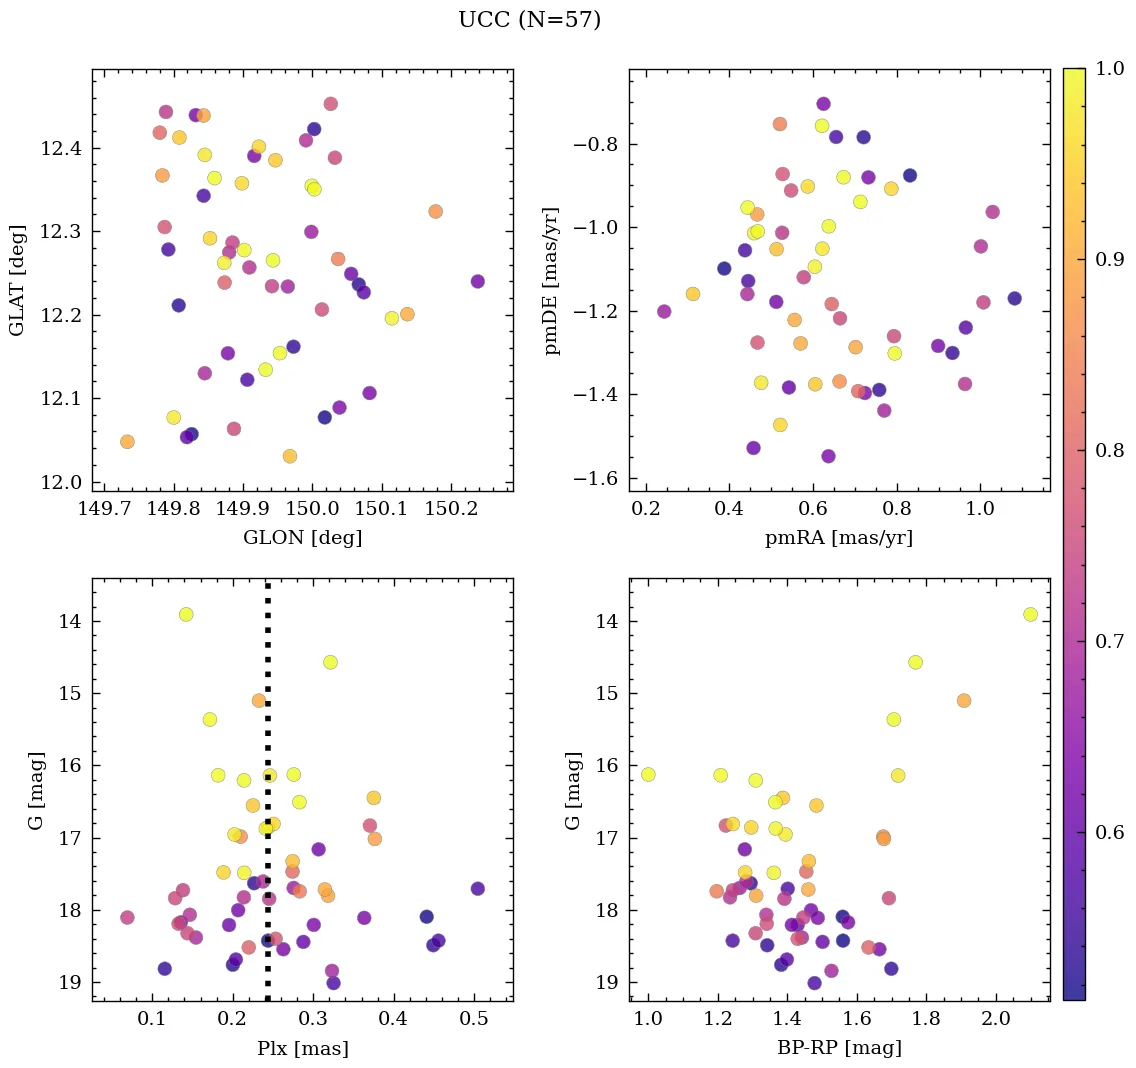 UCC (N=57)
12.4
12.3
12.2
12.1
12.0
GLAT [deg]
149.7 149.8 149.9 150.0 150.1 150.2
GLON [deg]
−0.8
−1.0
−1.2
−1.4
−1.6
pmDE [mas/yr]
0.2 0.4 0.6 0.8 1.0
pmRA [mas/yr]
14
15
16
17
18
19
G [mag]
0.1 0.2 0.3 0.4 0.5
Plx [mas]
14
15
16
17
18
19
G [mag]
1.0 1.2 1.4 1.6 1.8 2.0
BP-RP [mag]
1.0
0.9
0.8
0.7
0.6